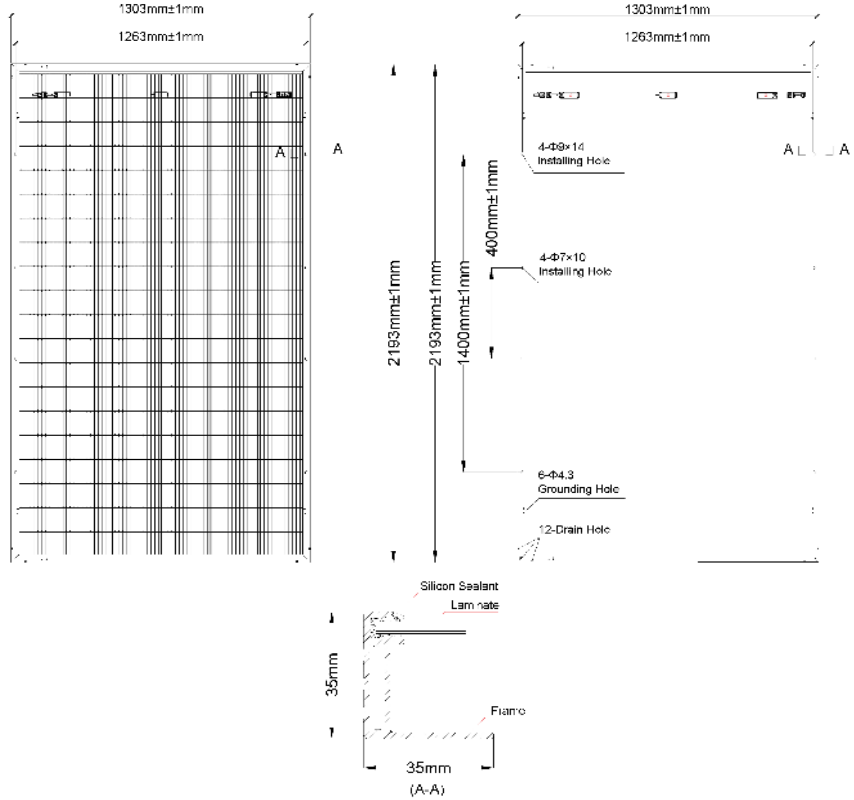 1303mm±1mm
1263mm±1mm
1303mm±1mm
1263mm±1mm
A
A
A
A
4-Φ9×14
Installing Hole
4-Φ7×10
Installing Hole
2193mm±1mm
2193mm±1mm
1400mm±1mm
400mm±1mm
6-Φ4.3
Grounding Hole
12-Drain Hole
Silicon Sealant
Laminate
35mm
Frame
35mm
(A-A)